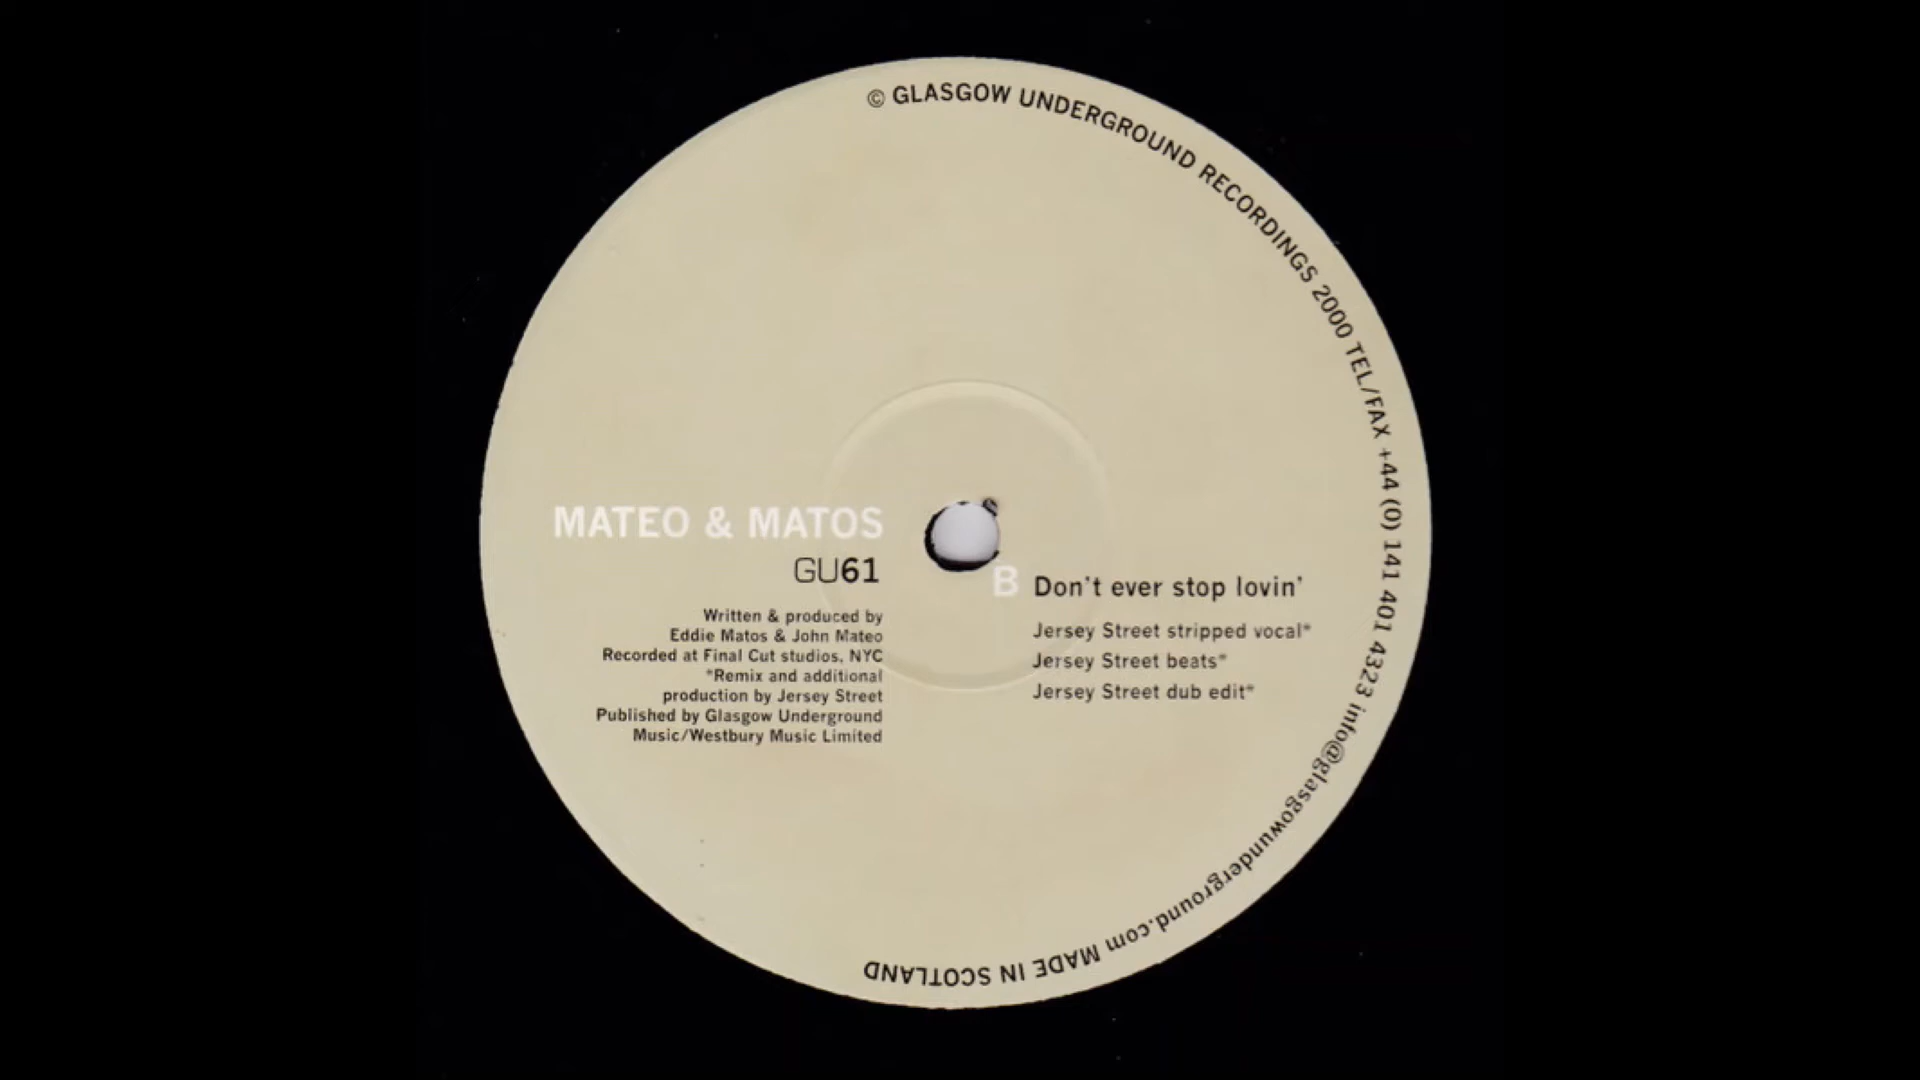 © GLASGOW UNDERGROUND RECORDINGS 2000 TEL/FAX +44 (0) 141 401 4323 info@glasgowunderground.com MADE IN SCOTLAND
MATEO & MATOS
GU61
Written & produced by
Eddie Matos & John Mateo
Recorded at Final Cut studios, NYC
*Remix and additional
production by Jersey Street
Published by Glasgow Underground
Music/Westbury Music Limited
B Don't ever stop lovin'
Jersey Street stripped vocal*
Jersey Street beats*
Jersey Street dub edit*